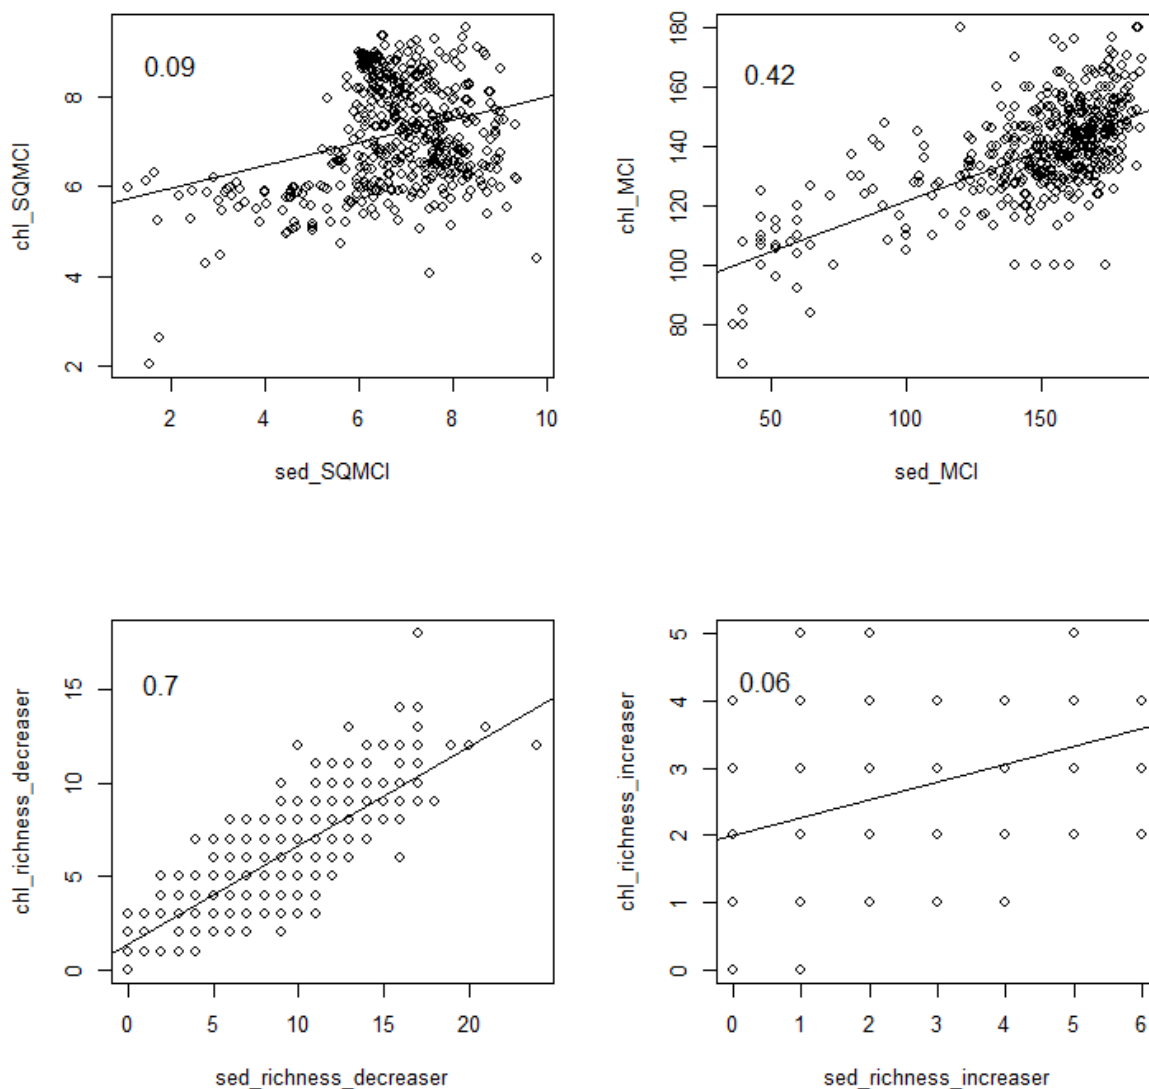 0.09
chl_SQMCI
8
6
4
2
2 4 6 8 10
sed_SQMCI
0.42
chl_MCI
180
160
140
120
100
80
50 100 150
sed_MCI
0.7
chl_richness_decreaser
15
10
5
0
0 5 10 15 20
sed_richness_decreaser
0.06
chl_richness_increaser
5
4
3
2
1
0
0 1 2 3 4 5 6
sed_richness_increaser